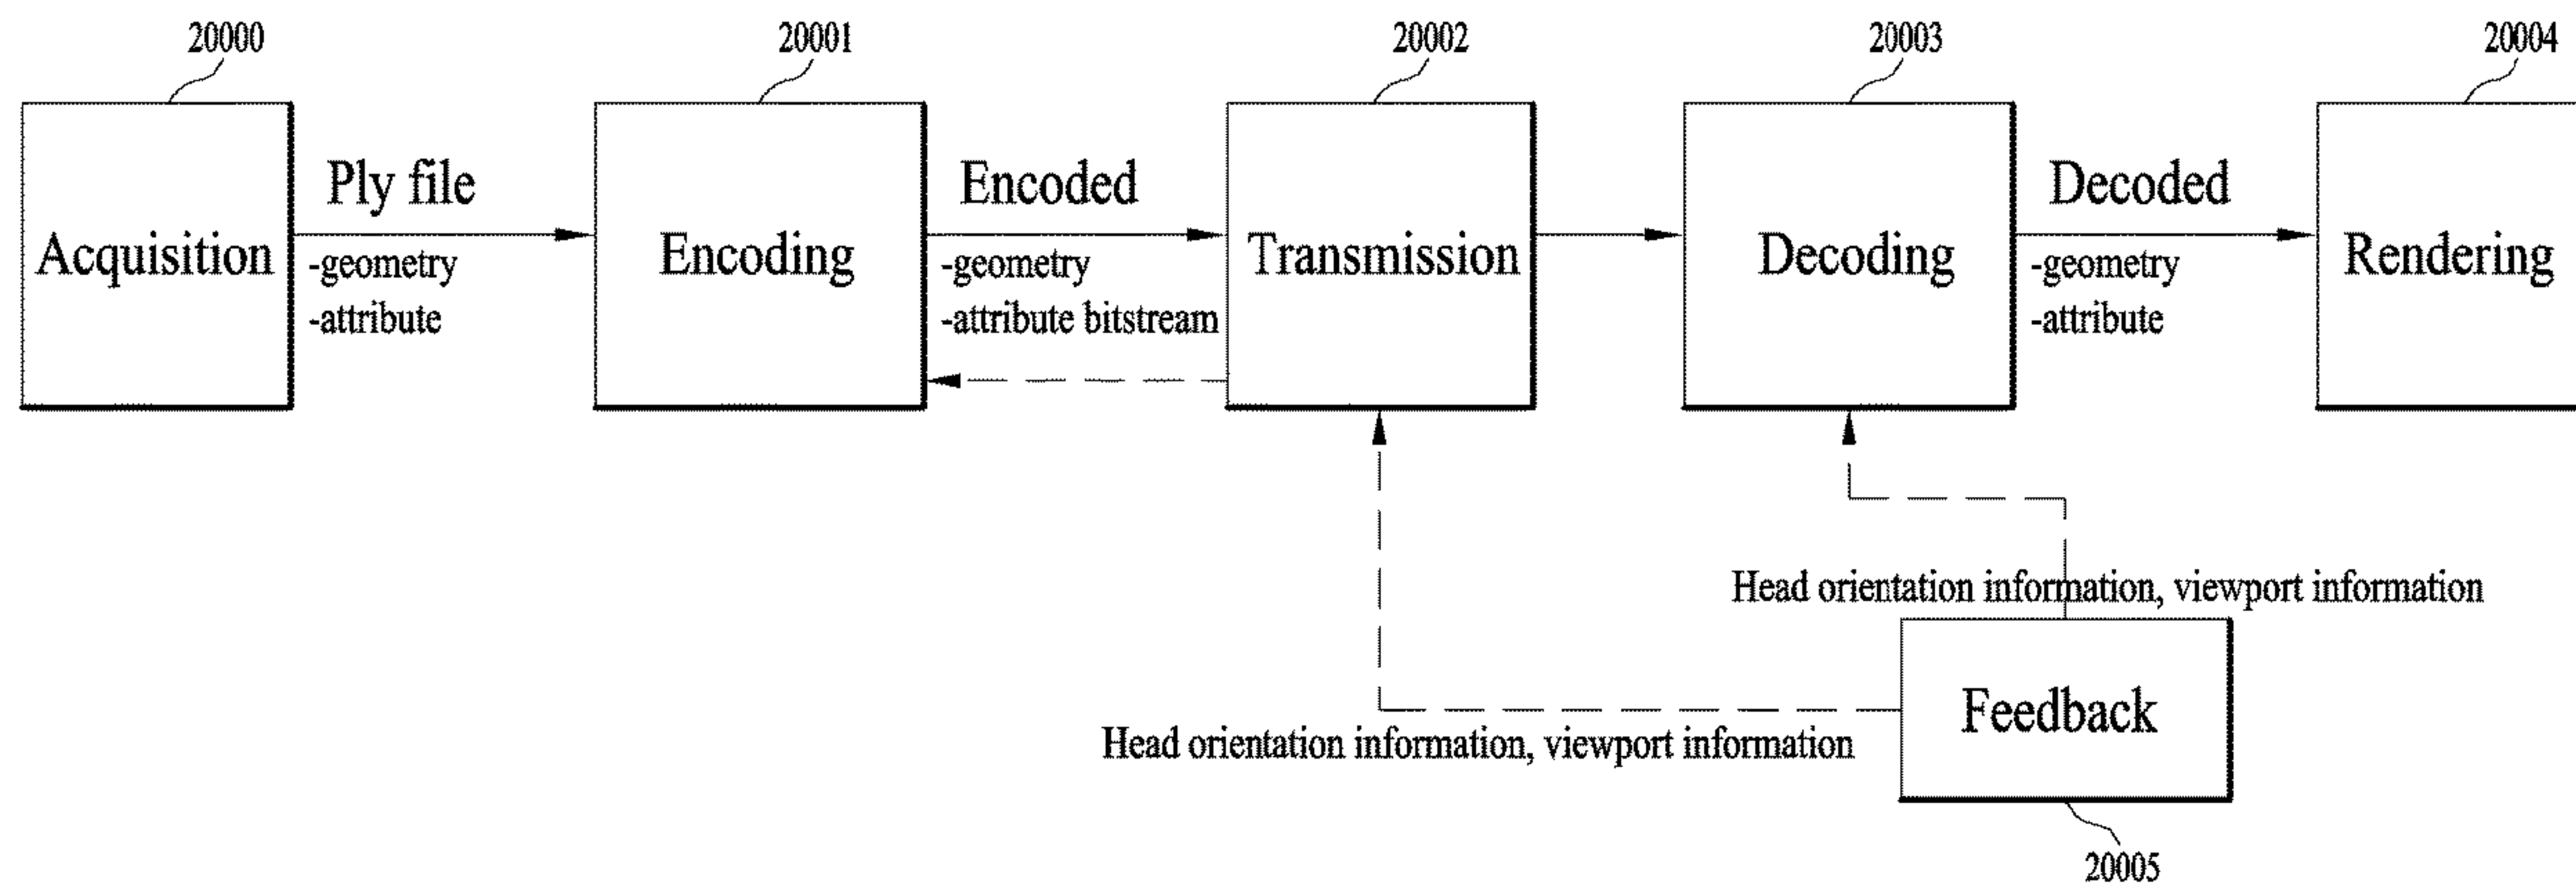 20000
20001
20002
20003
20004
Acquisition
Ply file
-geometry
-attribute
Encoding
Encoded
-geometry
-attribute bitstream
Transmission
Decoding
Decoded
-geometry
-attribute
Rendering
Head orientation information, viewport information
Head orientation information, viewport information
Feedback
20005